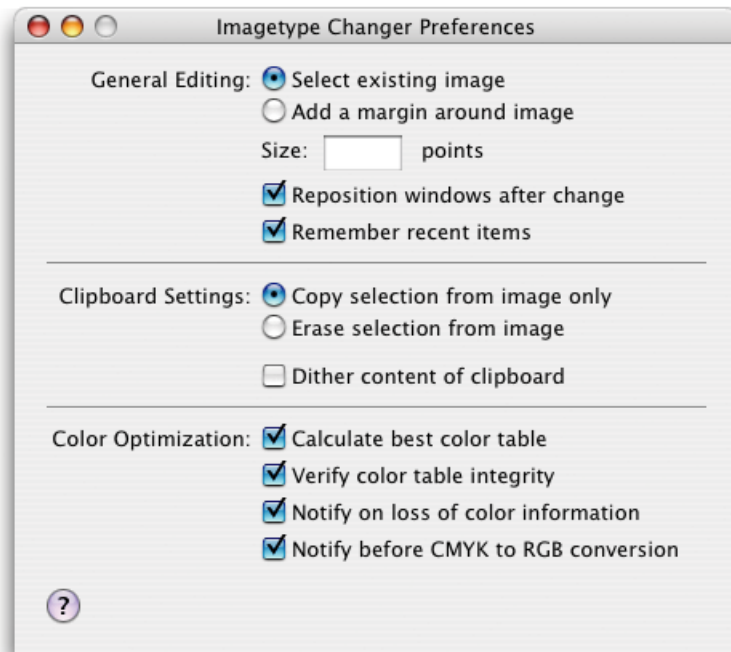 Imagetype Changer Preferences
General Editing: Select existing image
Add a margin around image
Size: points
Reposition windows after change
Remember recent items
Clipboard Settings: Copy selection from image only
Erase selection from image
Dither content of clipboard
Color Optimization: Calculate best color table
Verify color table integrity
Notify on loss of color information
Notify before CMYK to RGB conversion
?